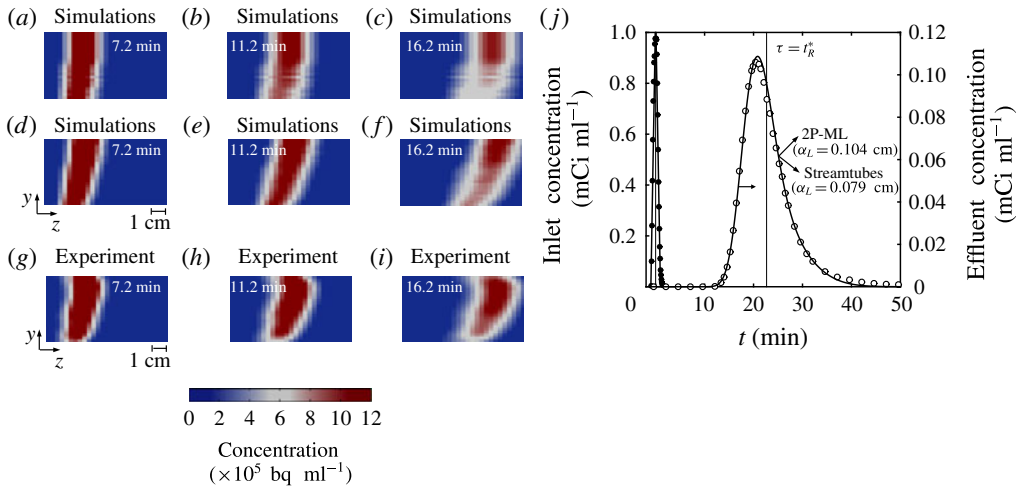 (a) Simulations
7.2 min
(b) Simulations
11.2 min
(c) Simulations
16.2 min
(d) Simulations
7.2 min
(e) Simulations
11.2 min
(f) Simulations
16.2 min
y
z
1 cm
(g) Experiment
7.2 min
(h) Experiment
11.2 min
(i) Experiment
16.2 min
y
z
1 cm
0 2 4 6 8 10 12
Concentration
(×10⁵ bq ml⁻¹)
(j)
τ = t*_R
1.0
0.8
0.6
0.4
0.2
Inlet concentration
(mCi ml⁻¹)
2P-ML
(α_L = 0.104 cm)
Streamtubes
(α_L = 0.079 cm)
0.12
0.10
0.08
0.06
0.04
0.02
0
Effluent concentration
(mCi ml⁻¹)
3 0 10 20 30 40 50
t (min)